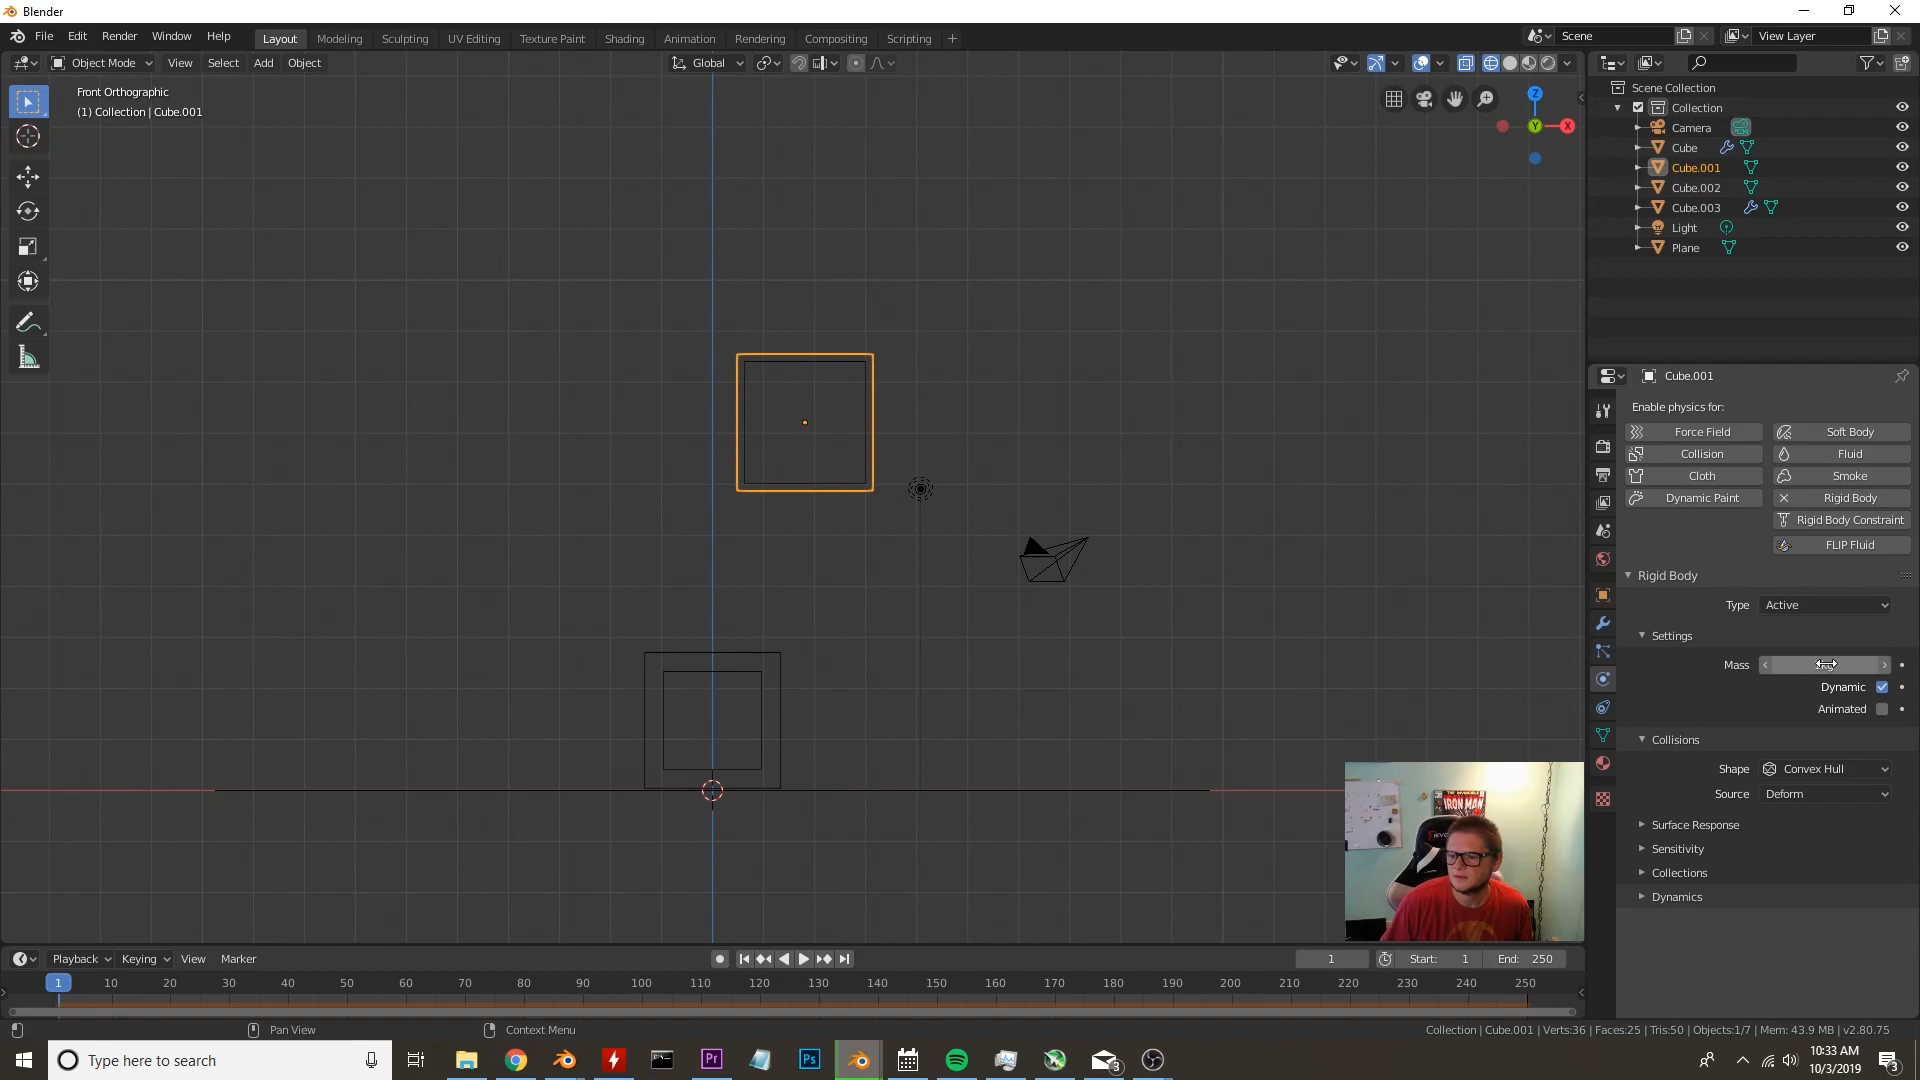 Blender
File Edit Render Window Help
Layout Modeling Sculpting UV Editing Texture Paint Shading Animation Rendering Compositing Scripting +
Scene
View Layer
Object Mode View Select Add Object
Global
Front Orthographic
(1) Collection | Cube.001
Z
Y
X
Scene Collection
Collection
Camera
Cube
Cube.001
Cube.002
Cube.003
Light
Plane
Cube.001
Enable physics for:
Force Field Soft Body
Collision Fluid
Cloth Smoke
Dynamic Paint Rigid Body
Rigid Body Constraint
FLIP Fluid
Rigid Body
Type Active
Settings
Mass
Dynamic
Animated
Collisions
Shape Convex Hull
Source Deform
Surface Response
Sensitivity
Collections
Dynamics
IRON MAN
Playback Keying View Marker
1 Start: 1 End: 250
1 10 20 30 40 50 60 70 80 90 100 110 120 130 140 150 160 170 180 190 200 210 220 230 240 250
Pan View Context Menu
Collection | Cube.001 | Verts:36 | Faces:25 | Tris:50 | Objects:1/7 | Mem: 43.9 MB | v2.80.75
Type here to search
Pr
Ps
3
10:33 AM
10/3/2019
3